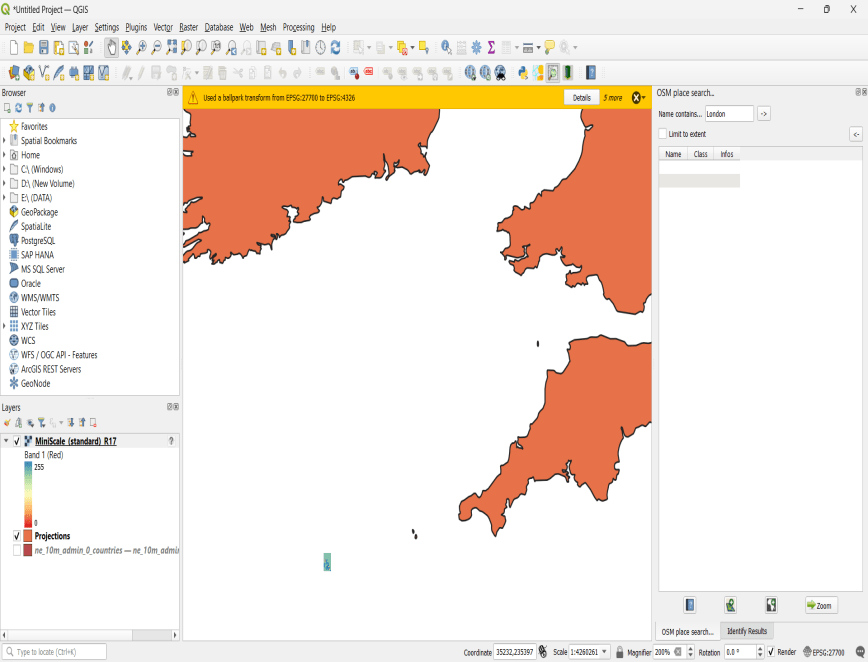 *Untitled Project — QGIS
Project Edit View Layer Settings Plugins Vector Raster Database Web Mesh Processing Help
Browser
Favorites
Spatial Bookmarks
Home
C:\ (Windows)
D:\ (New Volume)
E:\ (DATA)
GeoPackage
SpatiaLite
PostgreSQL
SAP HANA
MS SQL Server
Oracle
WMS/WMTS
Vector Tiles
XYZ Tiles
WCS
WFS / OGC API - Features
ArcGIS REST Servers
GeoNode
Layers
MiniScale (standard) R17
?
Band 1 (Red)
255
0
Projections
ne_10m_admin_0_countries — ne_10m_admi
Used a ballpark transform from EPSG:27700 to EPSG:4326
Details
5 more
OSM place search...
Name contains... London ->
Limit to extent
<-
Name Class Infos
Zoom
OSM place search... Identify Results
Type to locate (Ctrl+K)
Coordinate 35232,235397 Scale 1:4260261 Magnifier 200% Rotation 0.0 ° Render EPSG:27700